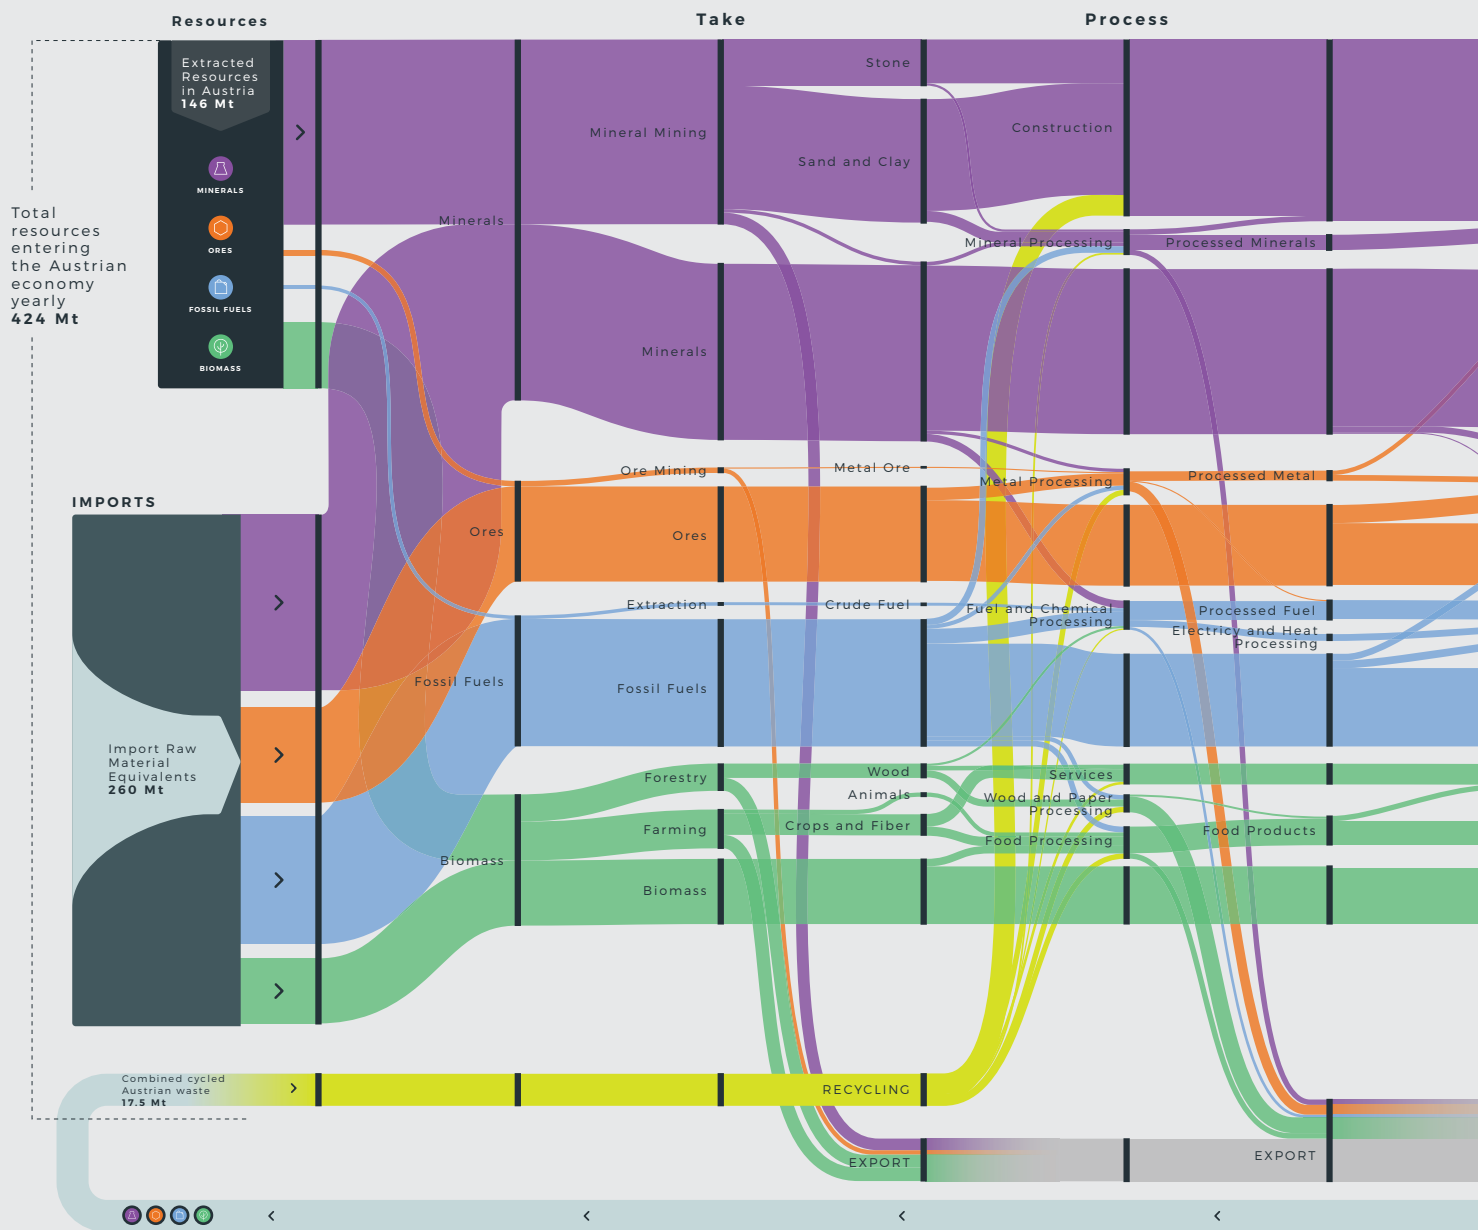 Resources
Take
Process
Extracted
Resources
in Austria
146 Mt
MINERALS
ORES
FOSSIL FUELS
BIOMASS
Total
resources
entering
the Austrian
economy
yearly
424 Mt
IMPORTS
Import Raw
Material
Equivalents
260 Mt
Combined cycled
Austrian waste
17.5 Mt
Minerals
Ores
Fossil Fuels
Biomass
Mineral Mining
Minerals
Ore Mining
Ores
Extraction
Fossil Fuels
Forestry
Farming
Biomass
Stone
Sand and Clay
Metal Ore
Crude Fuel
Wood
Animals
Crops and Fiber
RECYCLING
EXPORT
Construction
Mineral Processing
Metal Processing
Fuel and Chemical
Processing
Services
Wood and Paper
Processing
Food Processing
Processed Minerals
Processed Metal
Processed Fuel
Electricy and Heat
Processing
Food Products
EXPORT